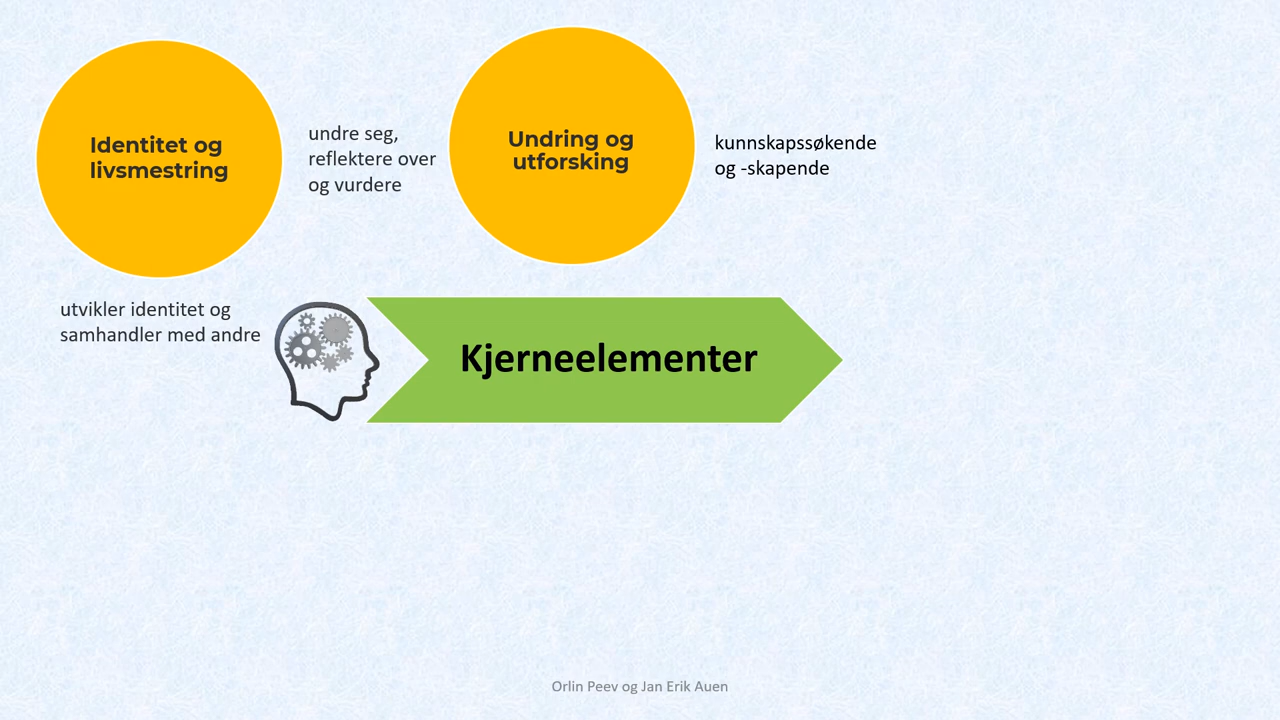 Identitet og
livsmestring
undre seg,
reflektere over
og vurdere
Undring og
utforsking
kunnskapssøkende
og -skapende
utvikler identitet og
samhandler med andre
Kjerneelementer
Orlin Peev og Jan Erik Auen